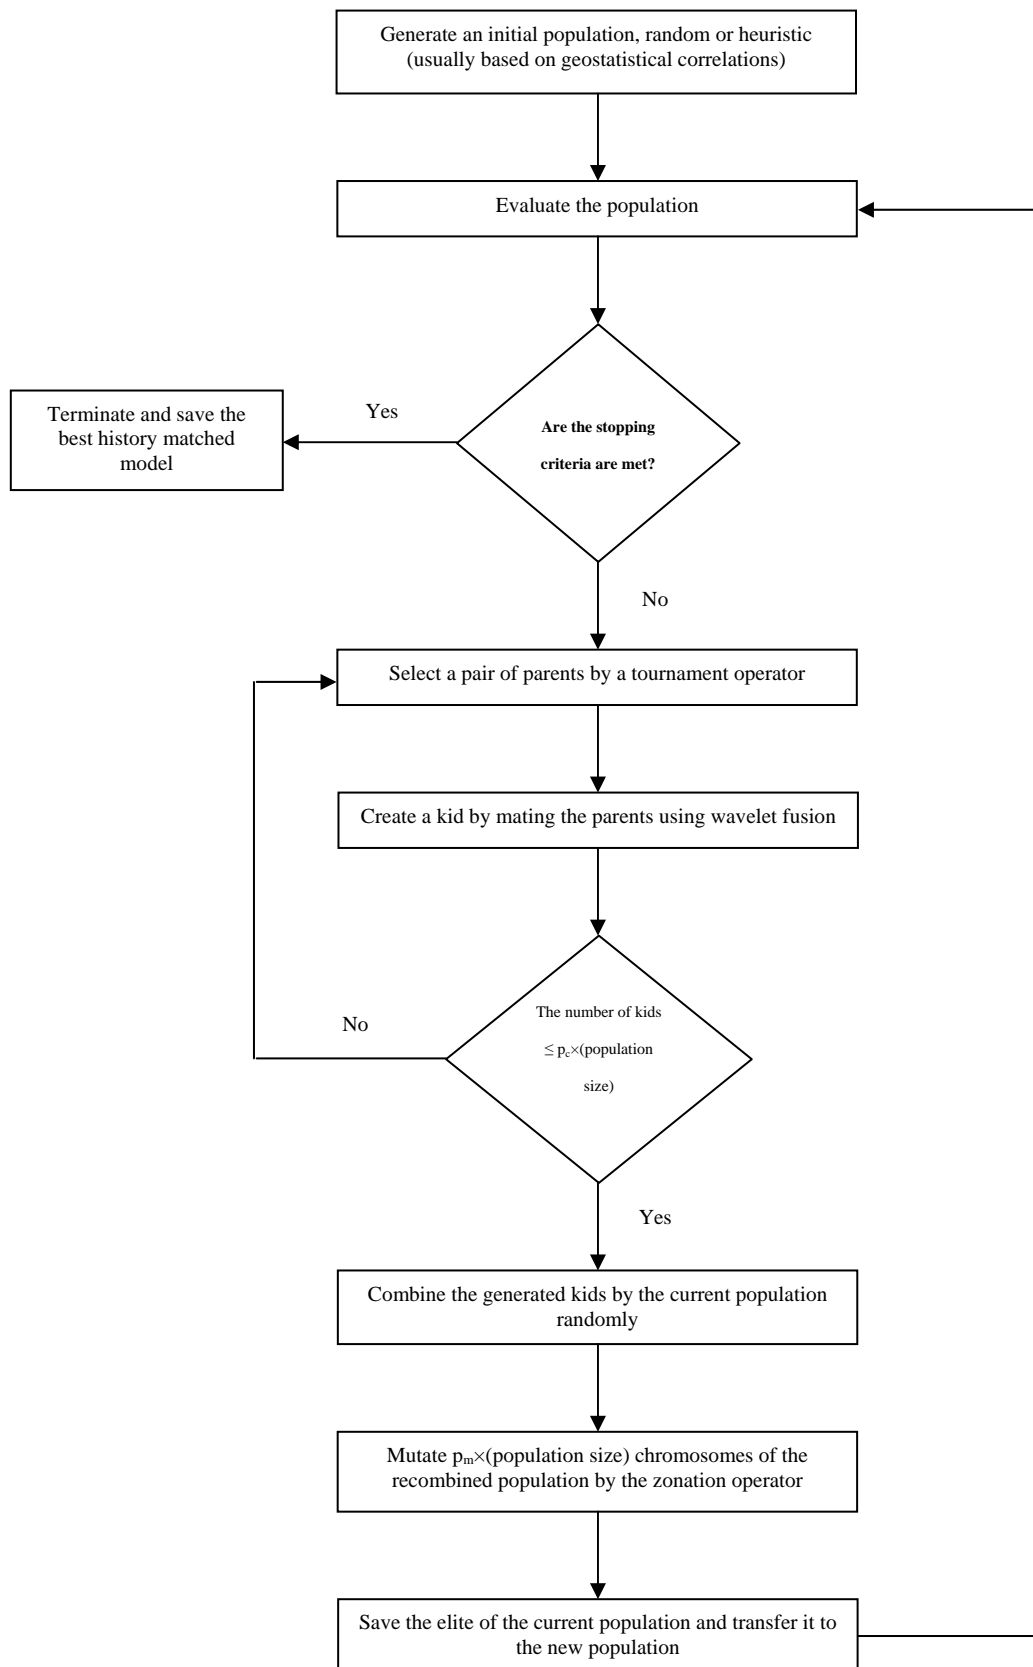 Generate an initial population, random or heuristic
(usually based on geostatistical correlations)
Evaluate the population
Terminate and save the
best history matched
model
Yes
Are the stopping
criteria are met?
No
Select a pair of parents by a tournament operator
Create a kid by mating the parents using wavelet fusion
The number of kids
≤ pc×(population
size)
No
Yes
Combine the generated kids by the current population
randomly
Mutate pm×(population size) chromosomes of the
recombined population by the zonation operator
Save the elite of the current population and transfer it to
the new population